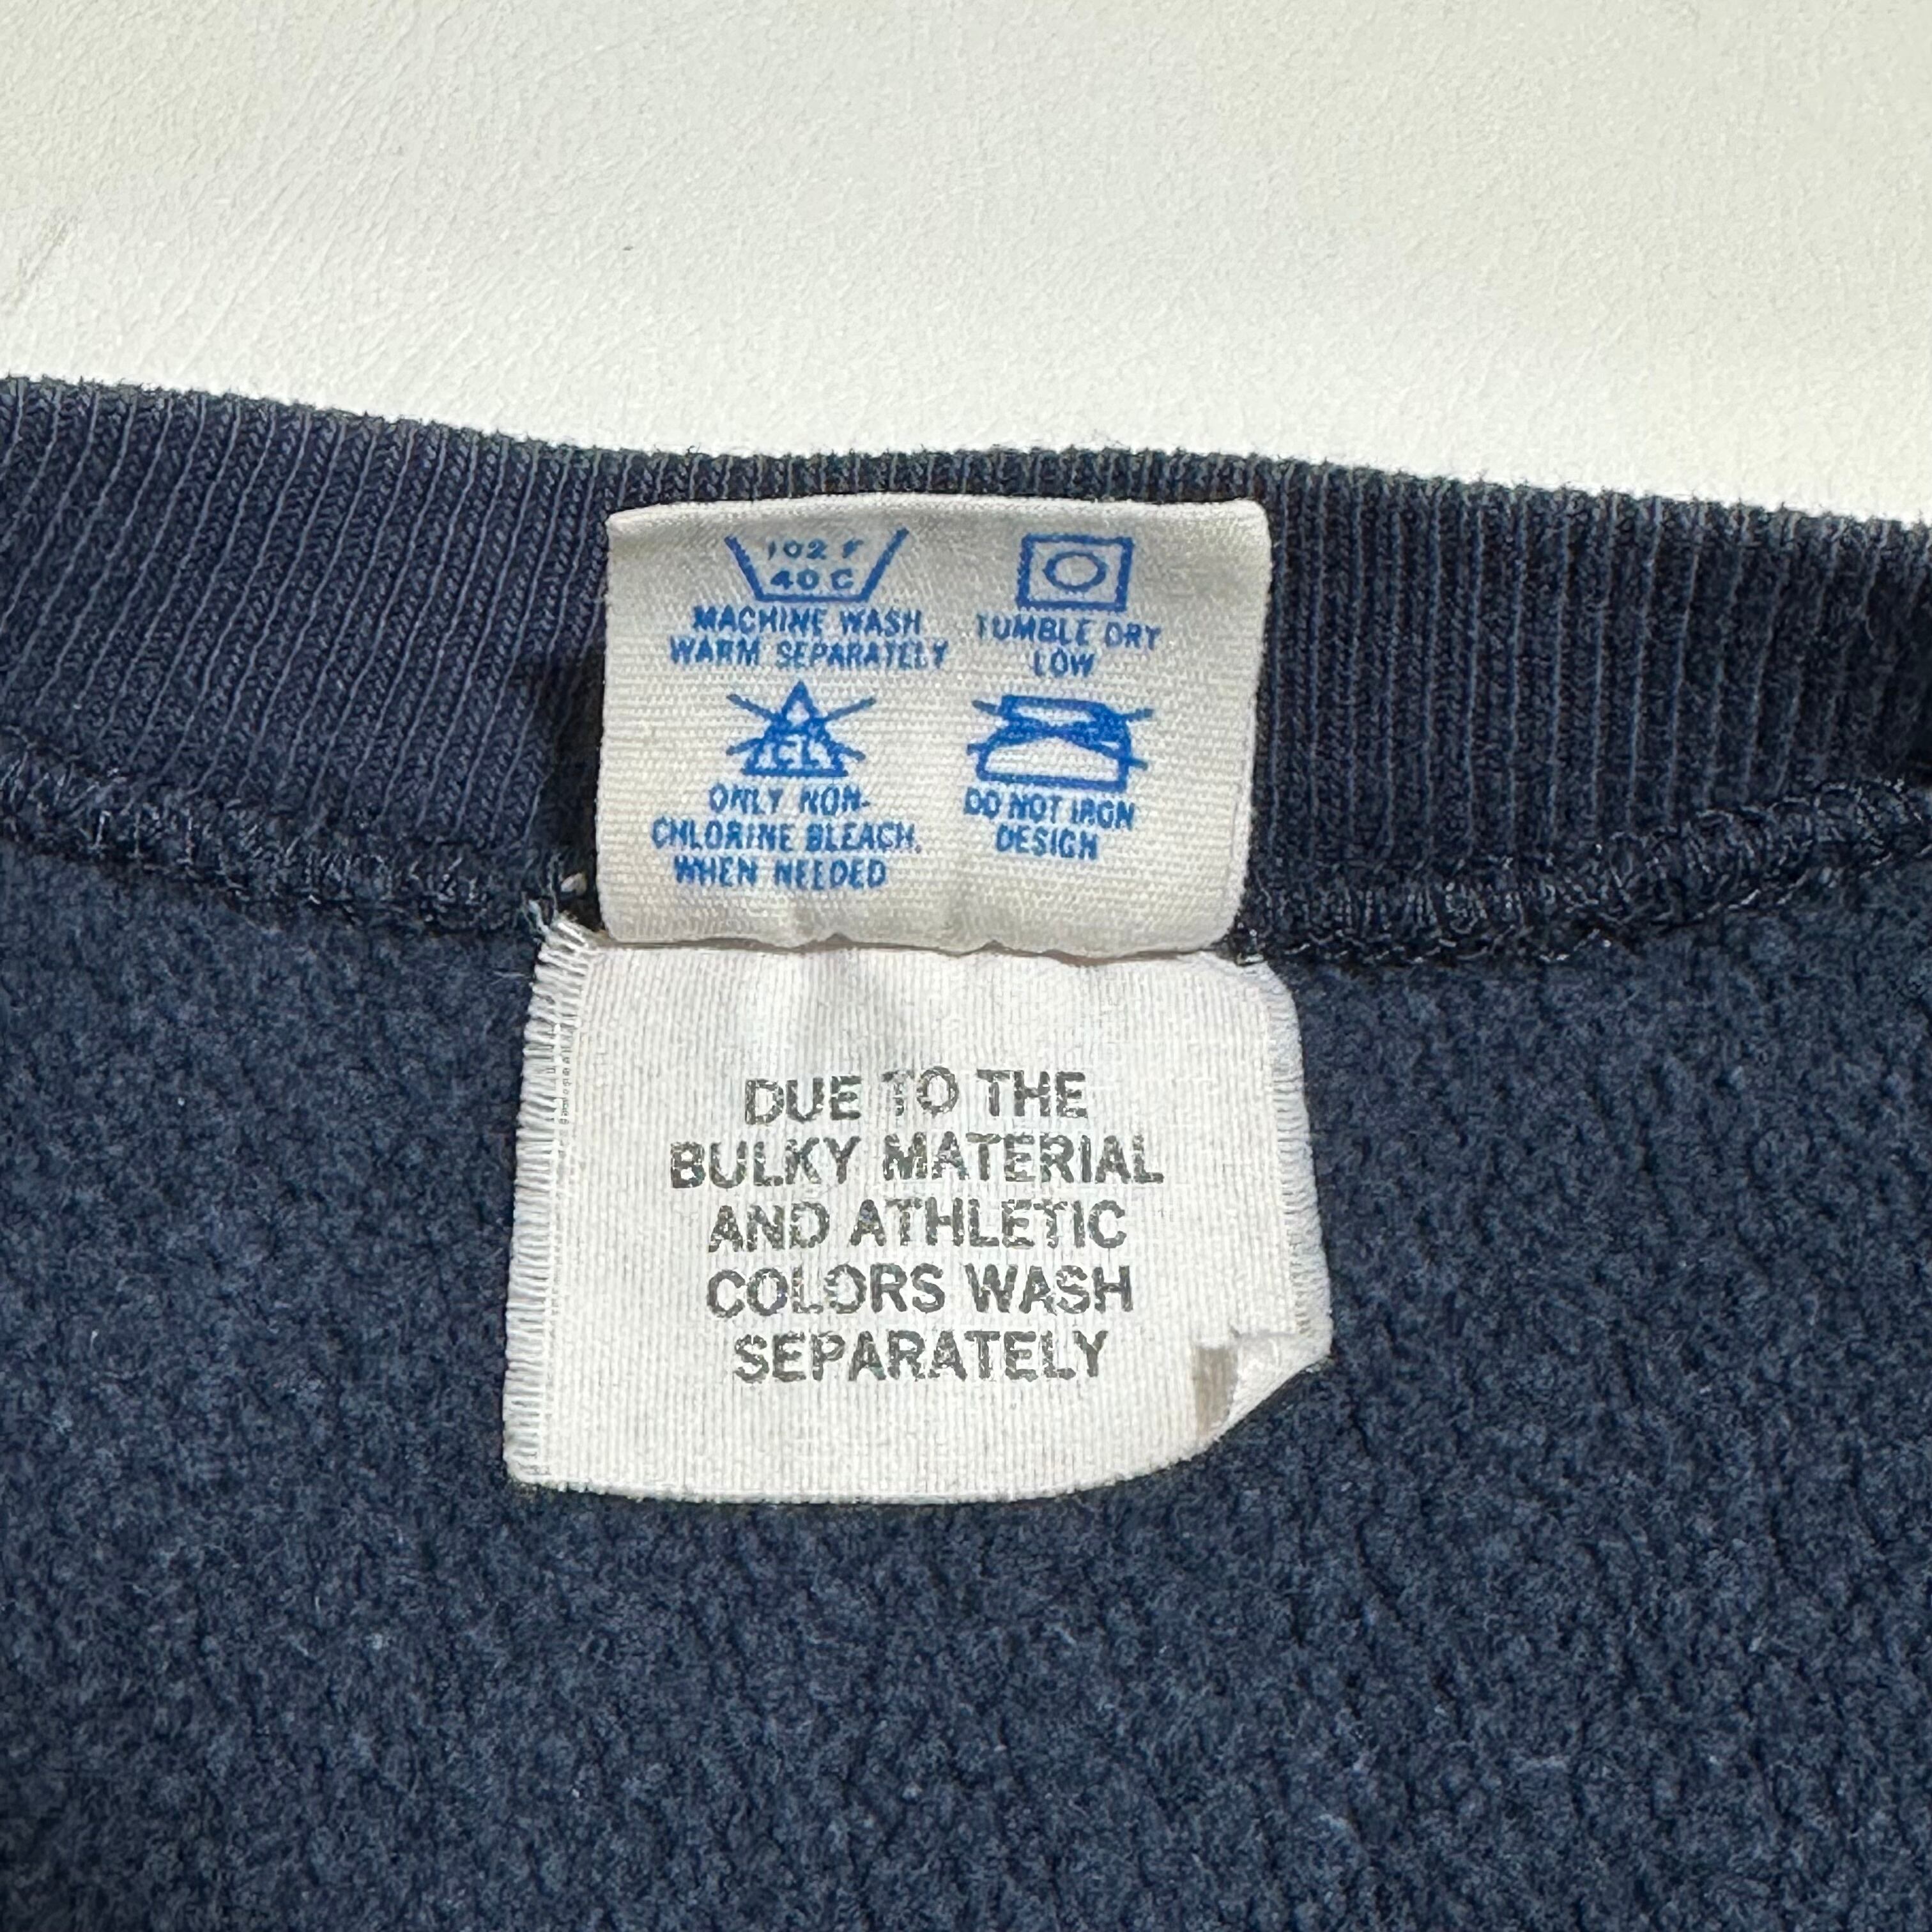 102 F
40 C
MACHINE WASH
WARM SEPARATELY
TUMBLE DRY
LOW
CL
ONLY NON-
CHLORINE BLEACH,
WHEN NEEDED
DO NOT IRON
DESIGN
DUE TO THE
BULKY MATERIAL
AND ATHLETIC
COLORS WASH
SEPARATELY